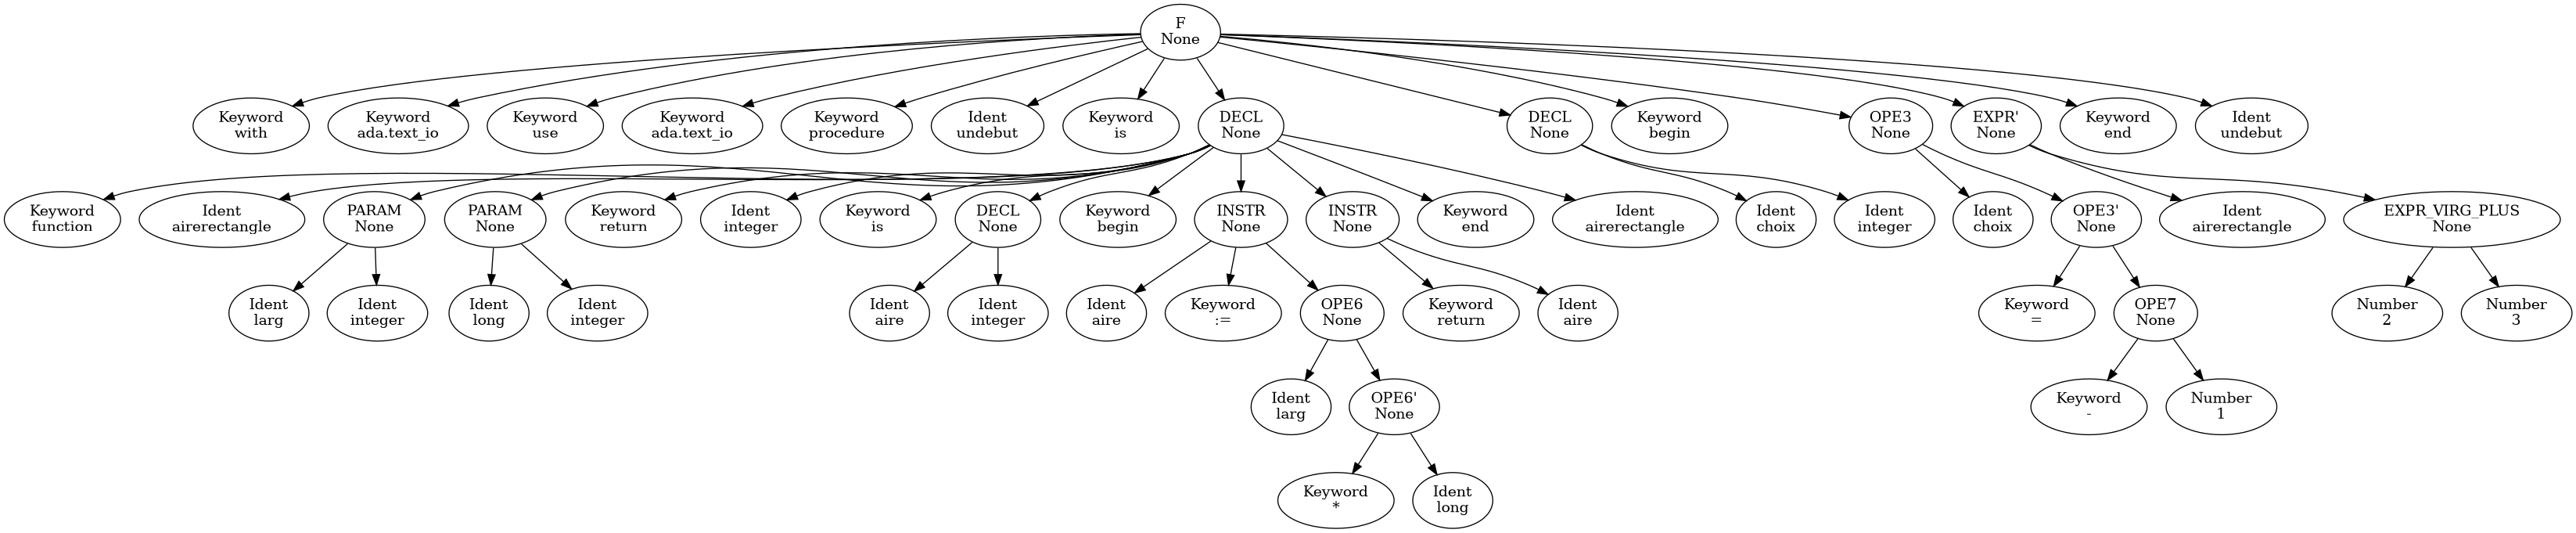 F
None
Keyword
with
Keyword
ada.text_io
Keyword
use
Keyword
ada.text_io
Keyword
procedure
Ident
undebut
Keyword
is
DECL
None
DECL
None
Keyword
begin
OPE3
None
EXPR'
None
Keyword
end
Ident
undebut
Keyword
function
Ident
airerectangle
PARAM
None
PARAM
None
Keyword
return
Ident
integer
Keyword
is
DECL
None
Keyword
begin
INSTR
None
INSTR
None
Keyword
end
Ident
airerectangle
Ident
choix
Ident
integer
Ident
choix
OPE3'
None
Ident
airerectangle
EXPR_VIRG_PLUS
None
Ident
larg
Ident
integer
Ident
long
Ident
integer
Ident
aire
Ident
integer
Ident
aire
Keyword
:=
OPE6
None
Keyword
return
Ident
aire
Keyword
=
OPE7
None
Number
2
Number
3
Ident
larg
OPE6'
None
Keyword
-
Number
1
Keyword
*
Ident
long